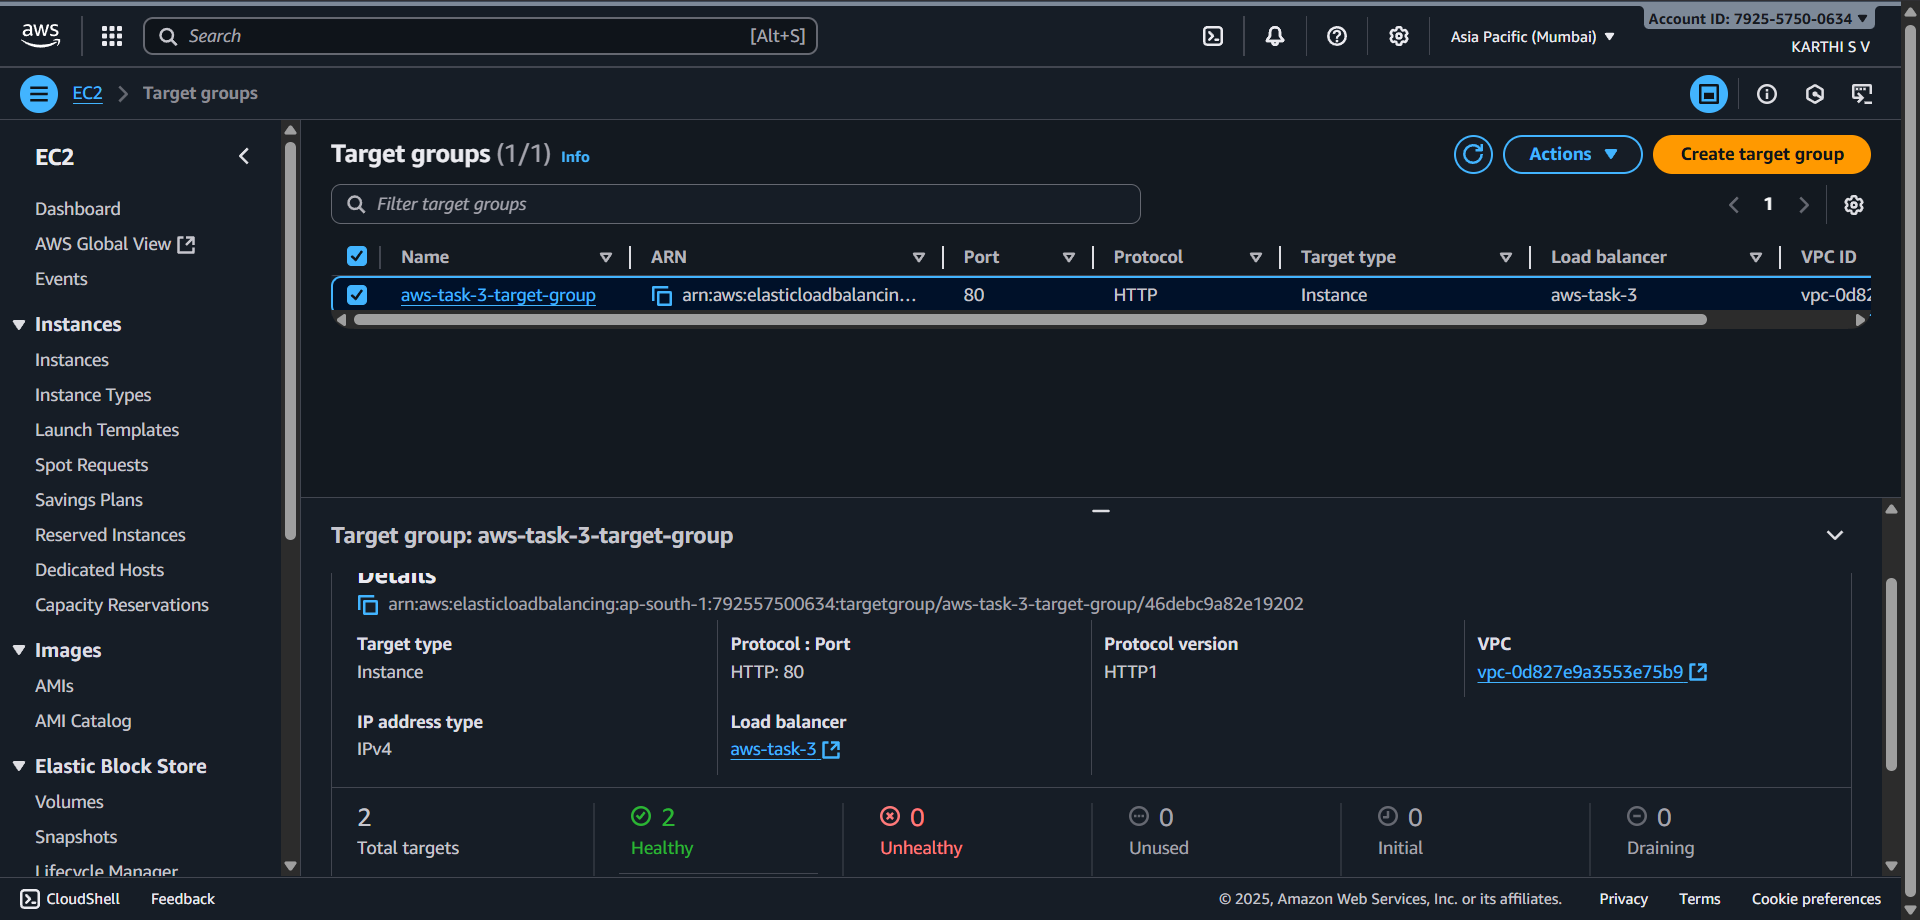 aws
Search [Alt+S]
Asia Pacific (Mumbai)
Account ID: 7925-5750-0634
KARTHI S V
EC2
Target groups
EC2
Dashboard
AWS Global View
Events
Instances
Instances
Instance Types
Launch Templates
Spot Requests
Savings Plans
Reserved Instances
Dedicated Hosts
Capacity Reservations
Images
AMIs
AMI Catalog
Elastic Block Store
Volumes
Snapshots
Lifecycle Manager
Target groups (1/1) Info
Actions
Create target group
Filter target groups
1
Name ARN Port Protocol Target type Load balancer VPC ID
aws-task-3-target-group arn:aws:elasticloadbalancin... 80 HTTP Instance aws-task-3 vpc-0d82
Target group: aws-task-3-target-group
Details
arn:aws:elasticloadbalancing:ap-south-1:792557500634:targetgroup/aws-task-3-target-group/46debc9a82e19202
Target type
Instance
Protocol : Port
HTTP: 80
Protocol version
HTTP1
VPC
vpc-0d827e9a3553e75b9
IP address type
IPv4
Load balancer
aws-task-3
2
Total targets
2
Healthy
0
Unhealthy
0
Unused
0
Initial
0
Draining
CloudShell
Feedback
© 2025, Amazon Web Services, Inc. or its affiliates.
Privacy
Terms
Cookie preferences